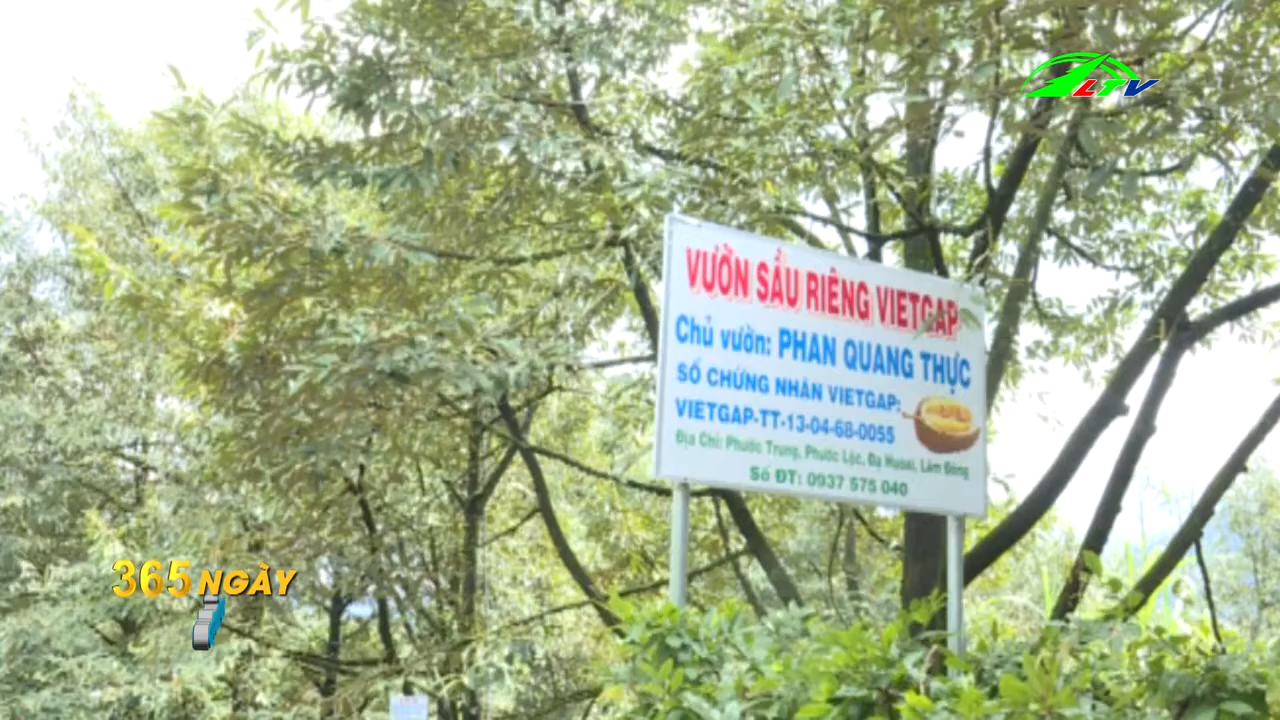 LTV
VƯỜN SẦU RIÊNG VIETGAP
Chủ vườn: PHAN QUANG THỰC
SỐ CHỨNG NHÂN VIETGAP:
VIETGAP-TT-13-04-68-0055
Địa Chỉ: Phước Trung, Phước Lộc, Đạ Huoai, Lâm Đồng
Số ĐT: 0937 575 040
365 NGÀY